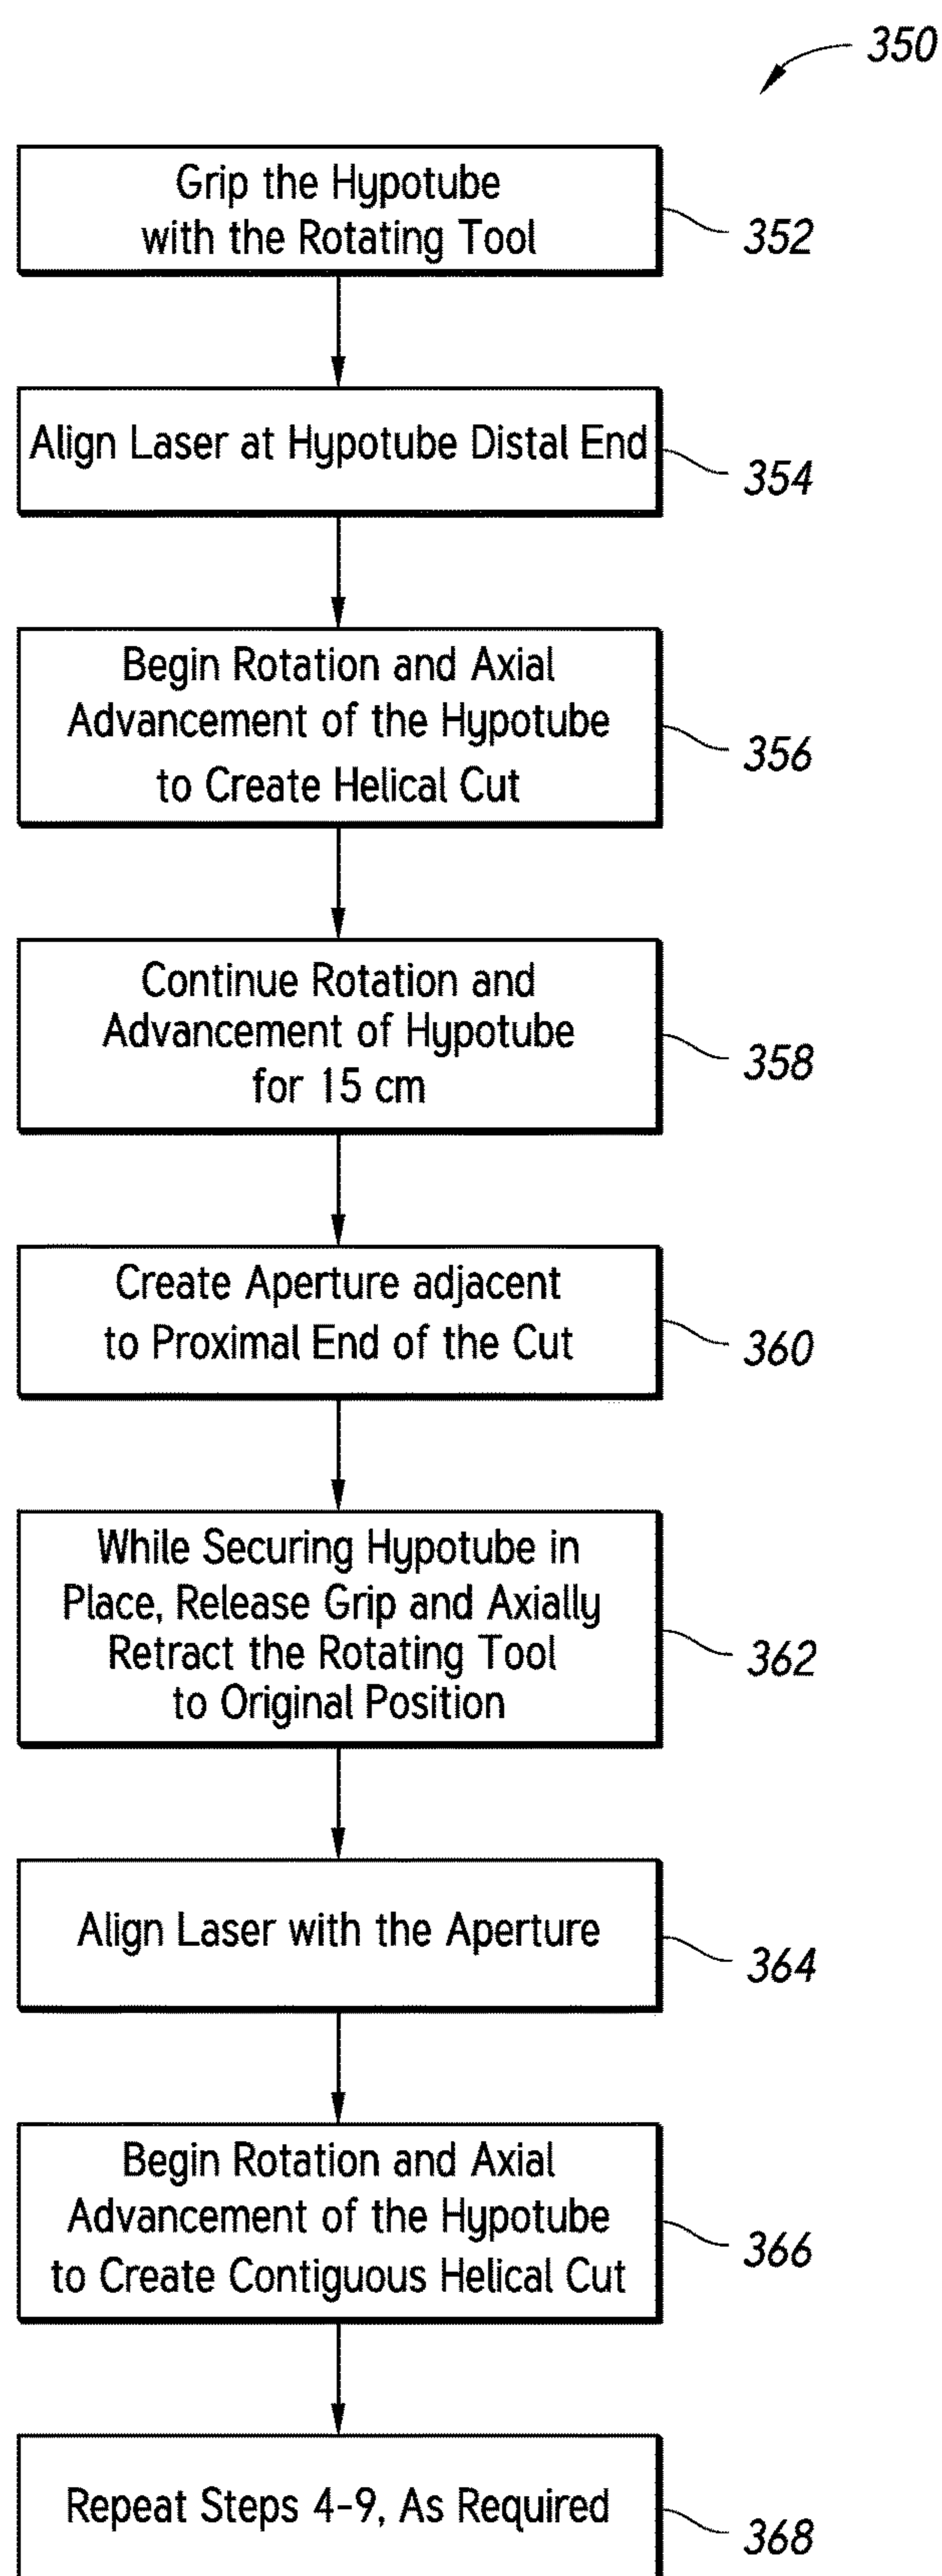 350
Grip the Hypotube
with the Rotating Tool
352
Align Laser at Hypotube Distal End
354
Begin Rotation and Axial
Advancement of the Hypotube
to Create Helical Cut
356
Continue Rotation and
Advancement of Hypotube
for 15 cm
358
Create Aperture adjacent
to Proximal End of the Cut
360
While Securing Hypotube in
Place, Release Grip and Axially
Retract the Rotating Tool
to Original Position
362
Align Laser with the Aperture
364
Begin Rotation and Axial
Advancement of the Hypotube
to Create Contiguous Helical Cut
366
Repeat Steps 4-9, As Required
368